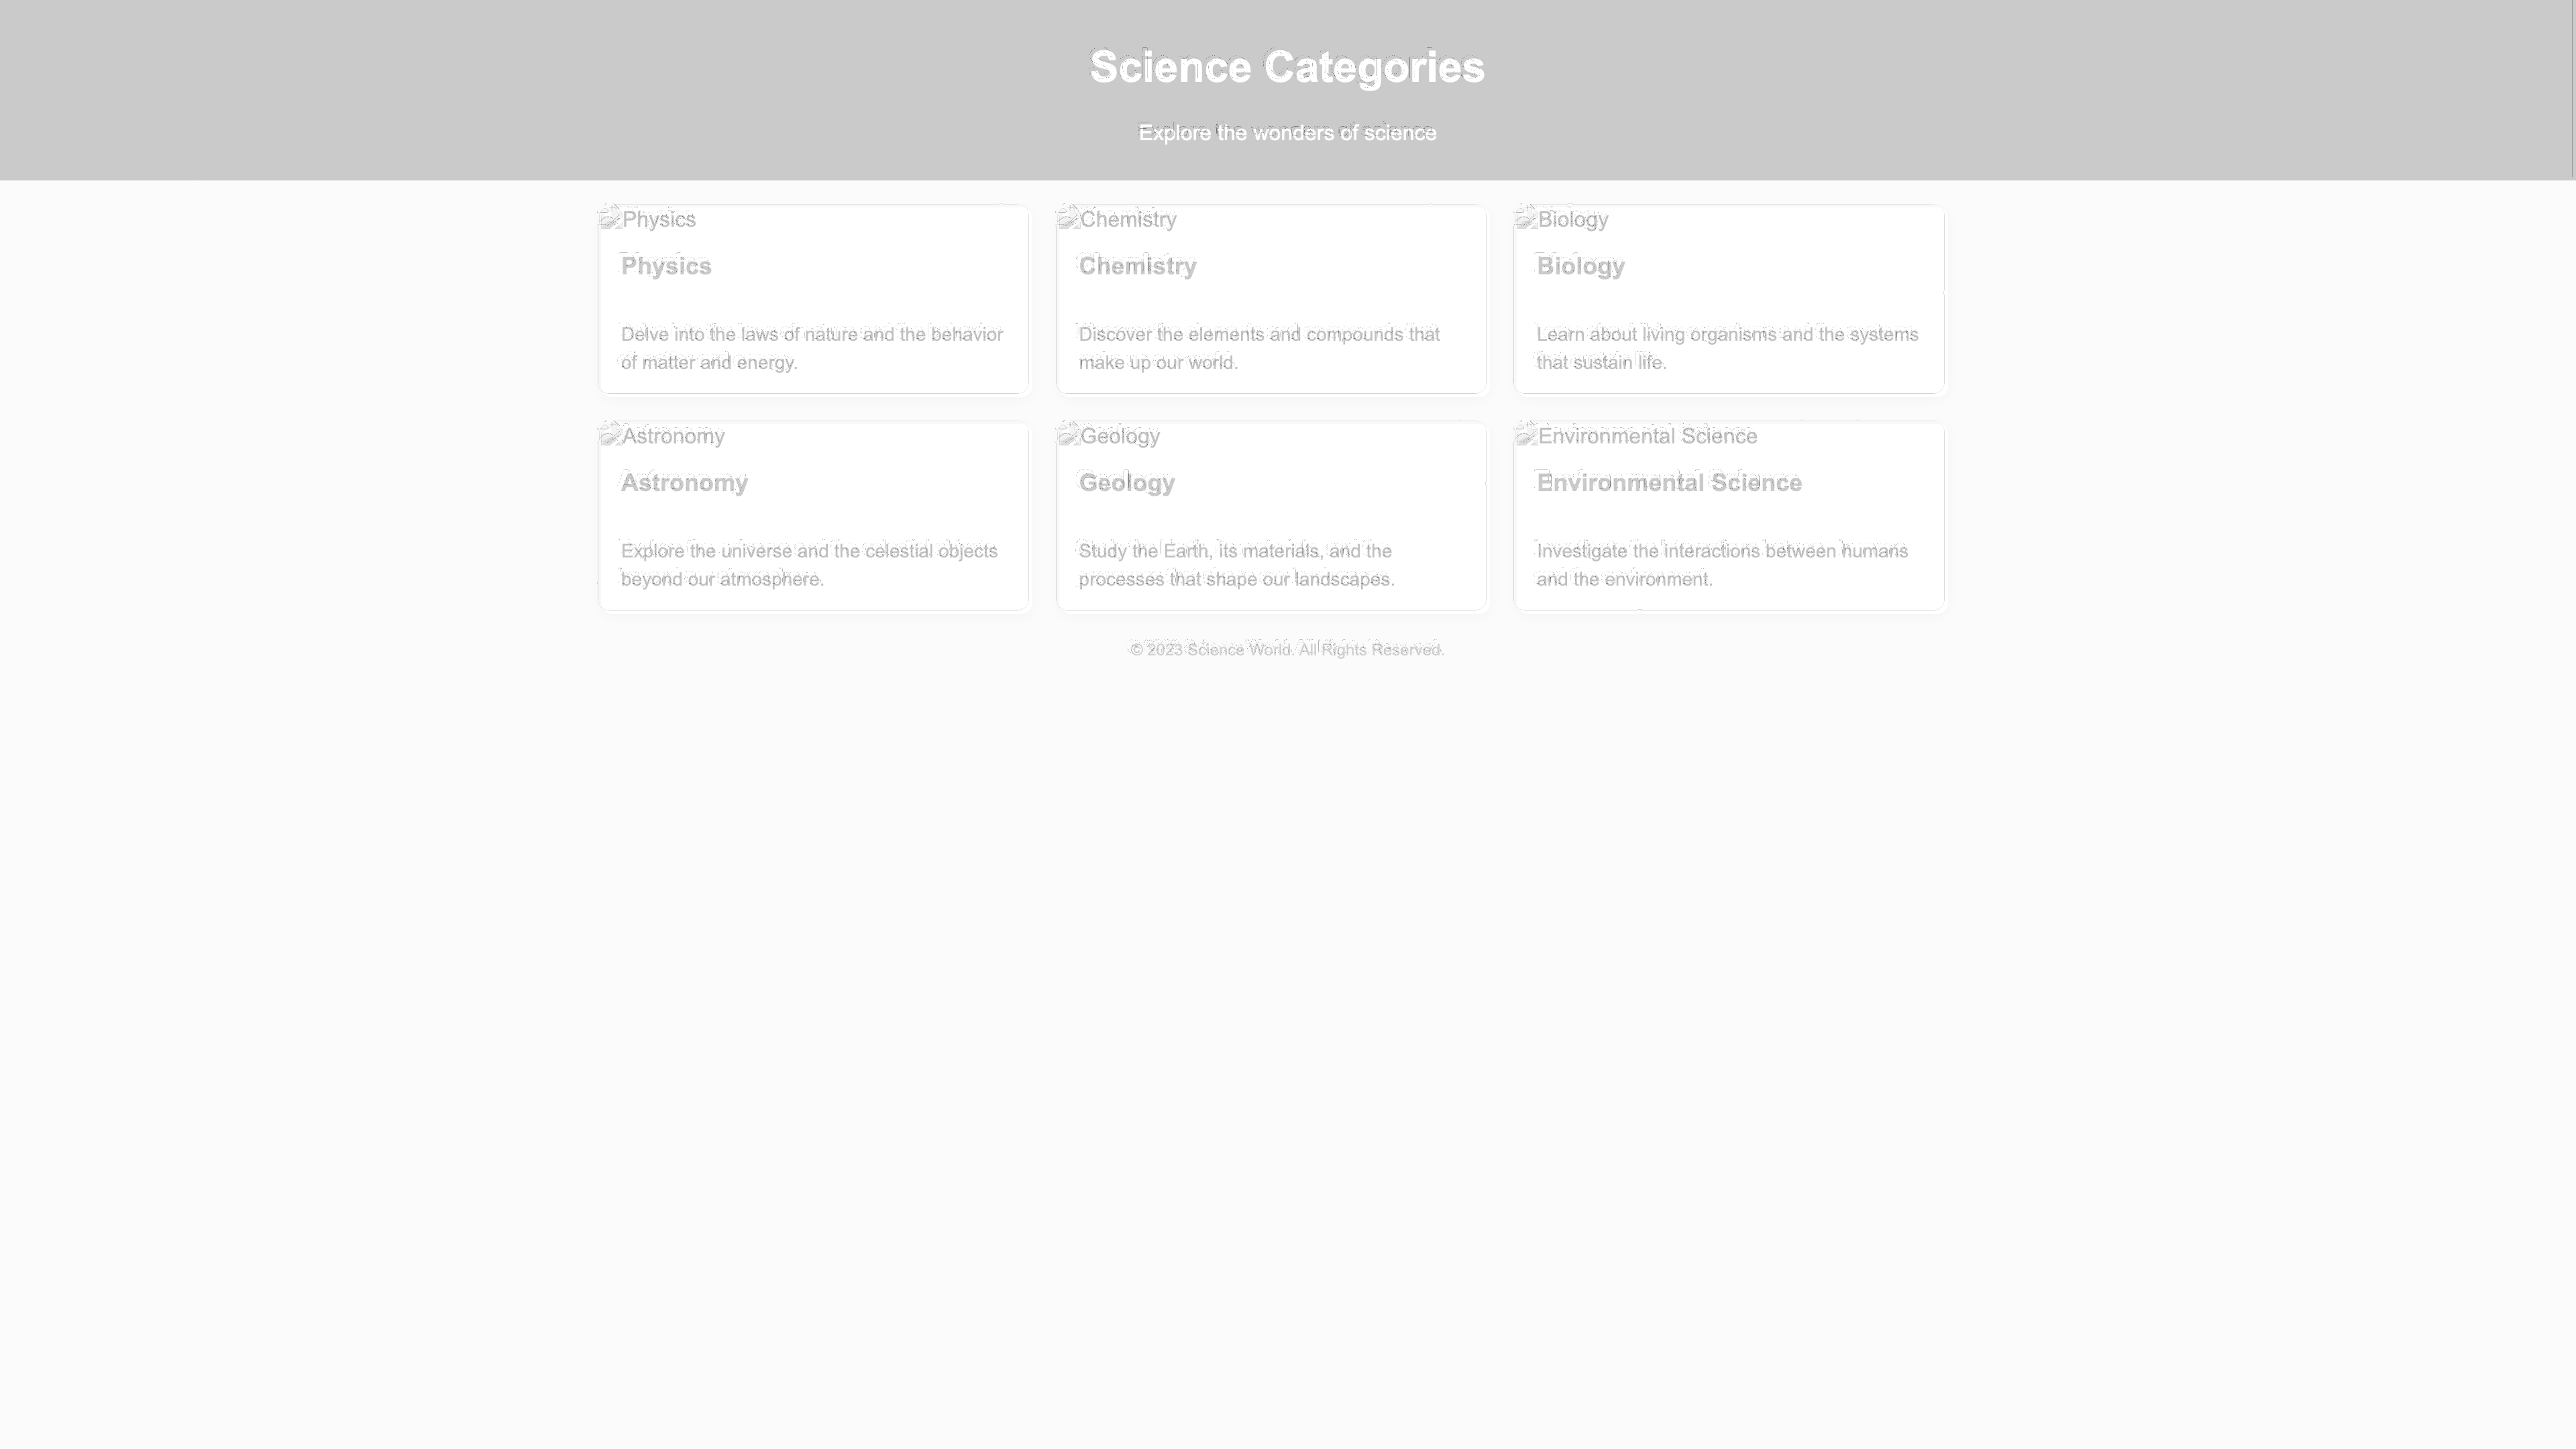 Science Categories
Explore the wonders of science
Physics
Physics
Delve into the laws of nature and the behavior
of matter and energy.
Chemistry
Chemistry
Discover the elements and compounds that
make up our world.
Biology
Biology
Learn about living organisms and the systems
that sustain life.
Astronomy
Astronomy
Explore the universe and the celestial objects
beyond our atmosphere.
Geology
Geology
Study the Earth, its materials, and the
processes that shape our landscapes.
Environmental Science
Environmental Science
Investigate the interactions between humans
and the environment.
© 2023 Science World. All Rights Reserved.